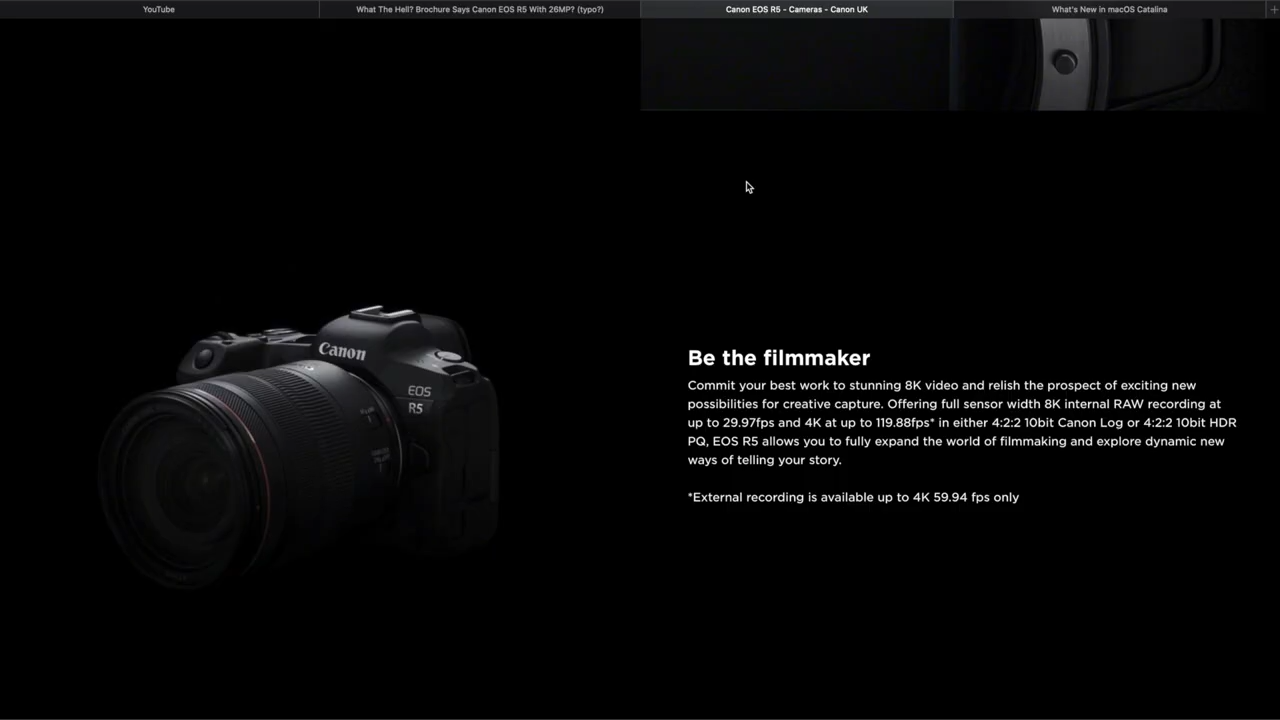 YouTube
What The Hell? Brochure Says Canon EOS R5 With 26MP? (typo?)
Canon EOS R5 - Cameras - Canon UK
What's New in macOS Catalina
Canon
EOS
R5
Be the filmmaker
Commit your best work to stunning 8K video and relish the prospect of exciting new
possibilities for creative capture. Offering full sensor width 8K internal RAW recording at
up to 29.97fps and 4K at up to 119.88fps* in either 4:2:2 10bit Canon Log or 4:2:2 10bit HDR
PQ, EOS R5 allows you to fully expand the world of filmmaking and explore dynamic new
ways of telling your story.
*External recording is available up to 4K 59.94 fps only